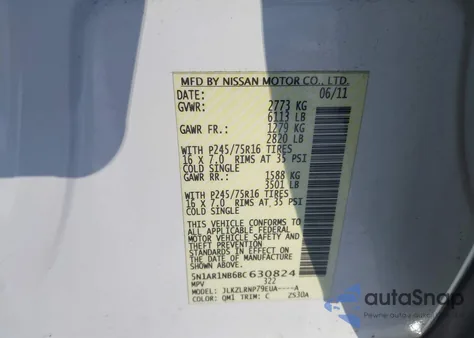 MFD BY NISSAN MOTOR CO., LTD.
DATE: 06/11
GVWR: 2773 KG
6113 LB
GAWR FR.: 1279 KG
2820 LB
WITH P245/75R16 TIRES
16 X 7.0 RIMS AT 35 PSI
COLD SINGLE
GAWR RR.: 1588 KG
3501 LB
WITH P245/75R16 TIRES
16 X 7.0 RIMS AT 35 PSI
COLD SINGLE
THIS VEHICLE CONFORMS TO
ALL APPLICABLE FEDERAL
MOTOR VEHICLE SAFETY AND
THEFT PREVENTION
STANDARDS IN EFFECT ON
THE DATE OF MANUFACTURE
SHOWN ABOVE.
5N1AR1NB6BC630824
MPV 322
MODEL: JLKZLRNP79EUA----A
COLOR: QM1 TRIM: C ZS3DA
autoSnap